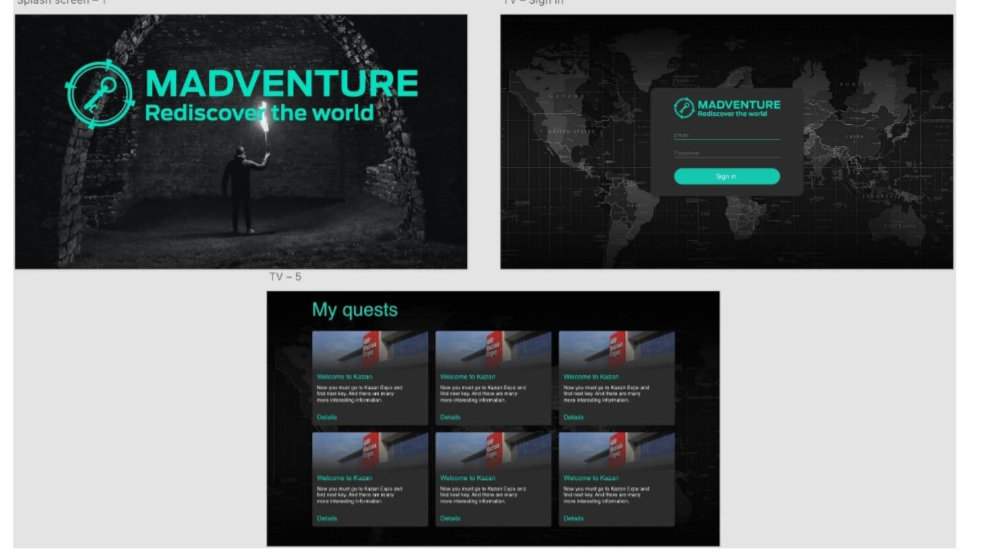 Splash screen – 1
TV – Sign in
MADVENTURE
Rediscover the world
MADVENTURE
Rediscover the world
Email
Password
Sign in
TV – 5
My quests
Welcome to Kazan
Now you must go to Kazan Expo and
find next key. And there are many
more interesting information.
Details
Welcome to Kazan
Now you must go to Kazan Expo and
find next key. And there are many
more interesting information.
Details
Welcome to Kazan
Now you must go to Kazan Expo and
find next key. And there are many
more interesting information.
Details
Welcome to Kazan
Now you must go to Kazan Expo and
find next key. And there are many
more interesting information.
Details
Welcome to Kazan
Now you must go to Kazan Expo and
find next key. And there are many
more interesting information.
Details
Welcome to Kazan
Now you must go to Kazan Expo and
find next key. And there are many
more interesting information.
Details